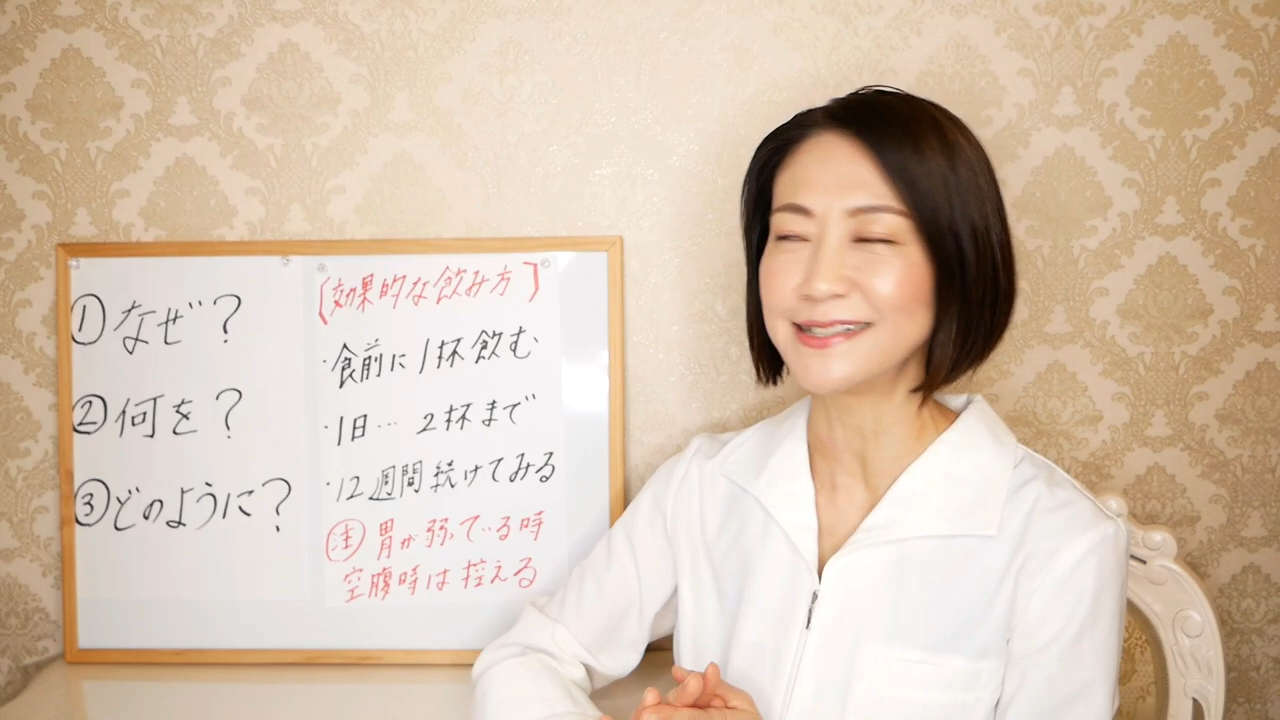 ①なぜ？
②何を？
③どのように？
〔効果的な飲み方〕
・食前に1杯飲む
・1日… 2杯まで
・12週間続けてみる
㊟胃が弱っている時
空腹時は控える